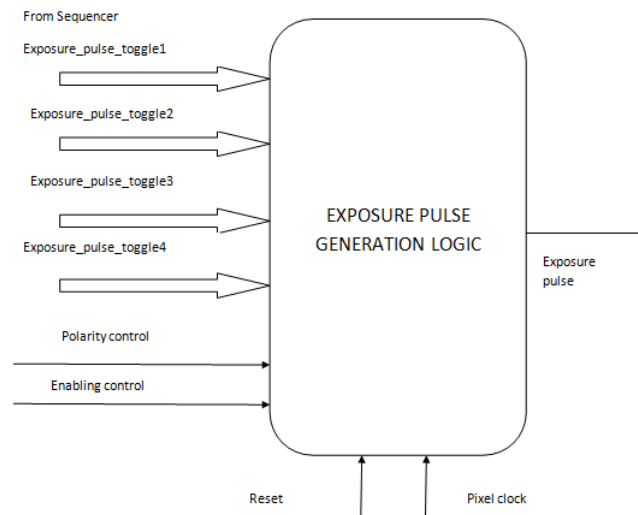 From Sequencer
Exposure_pulse_toggle1
Exposure_pulse_toggle2
Exposure_pulse_toggle3
Exposure_pulse_toggle4
EXPOSURE PULSE
GENERATION LOGIC
Exposure
pulse
Polarity control
Enabling control
Reset
Pixel clock